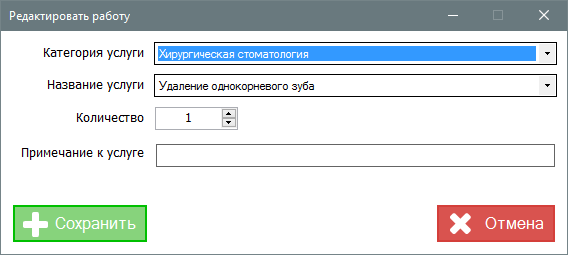 Редактировать работу
Категория услуги Хирургическая стоматология
Название услуги Удаление однокорневого зуба
Количество 1
Примечание к услуге
Сохранить Отмена